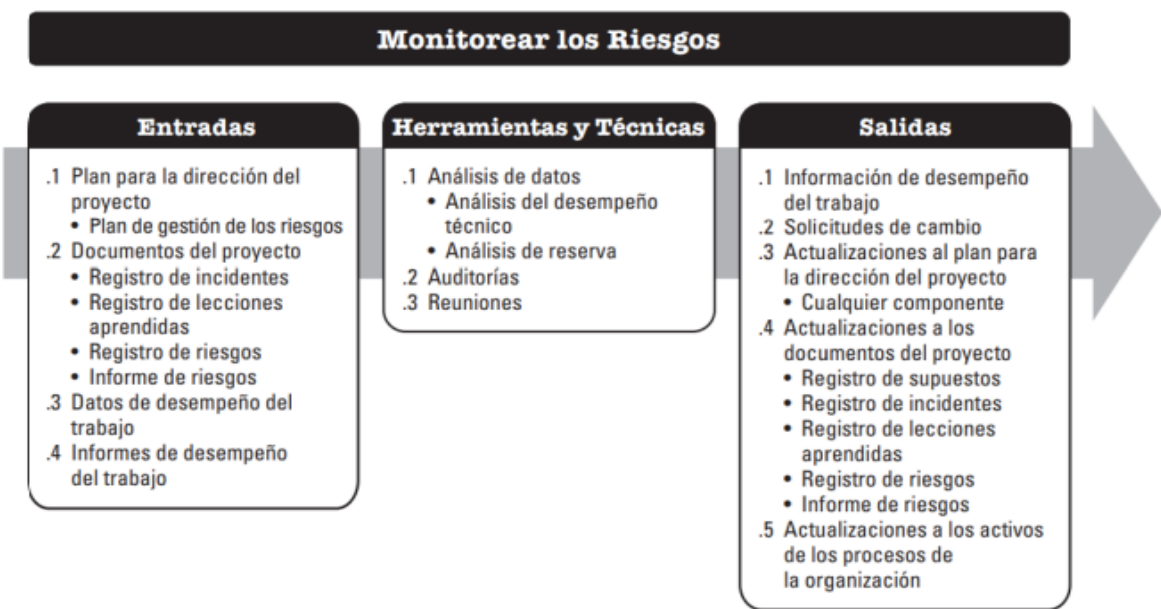 Monitorear los Riesgos
Entradas
.1 Plan para la dirección del
proyecto
• Plan de gestión de los riesgos
.2 Documentos del proyecto
• Registro de incidentes
• Registro de lecciones
aprendidas
• Registro de riesgos
• Informe de riesgos
.3 Datos de desempeño del
trabajo
.4 Informes de desempeño
del trabajo
Herramientas y Técnicas
.1 Análisis de datos
• Análisis del desempeño
técnico
• Análisis de reserva
.2 Auditorías
.3 Reuniones
Salidas
.1 Información de desempeño
del trabajo
.2 Solicitudes de cambio
.3 Actualizaciones al plan para
la dirección del proyecto
• Cualquier componente
.4 Actualizaciones a los
documentos del proyecto
• Registro de supuestos
• Registro de incidentes
• Registro de lecciones
aprendidas
• Registro de riesgos
• Informe de riesgos
.5 Actualizaciones a los activos
de los procesos de
la organización